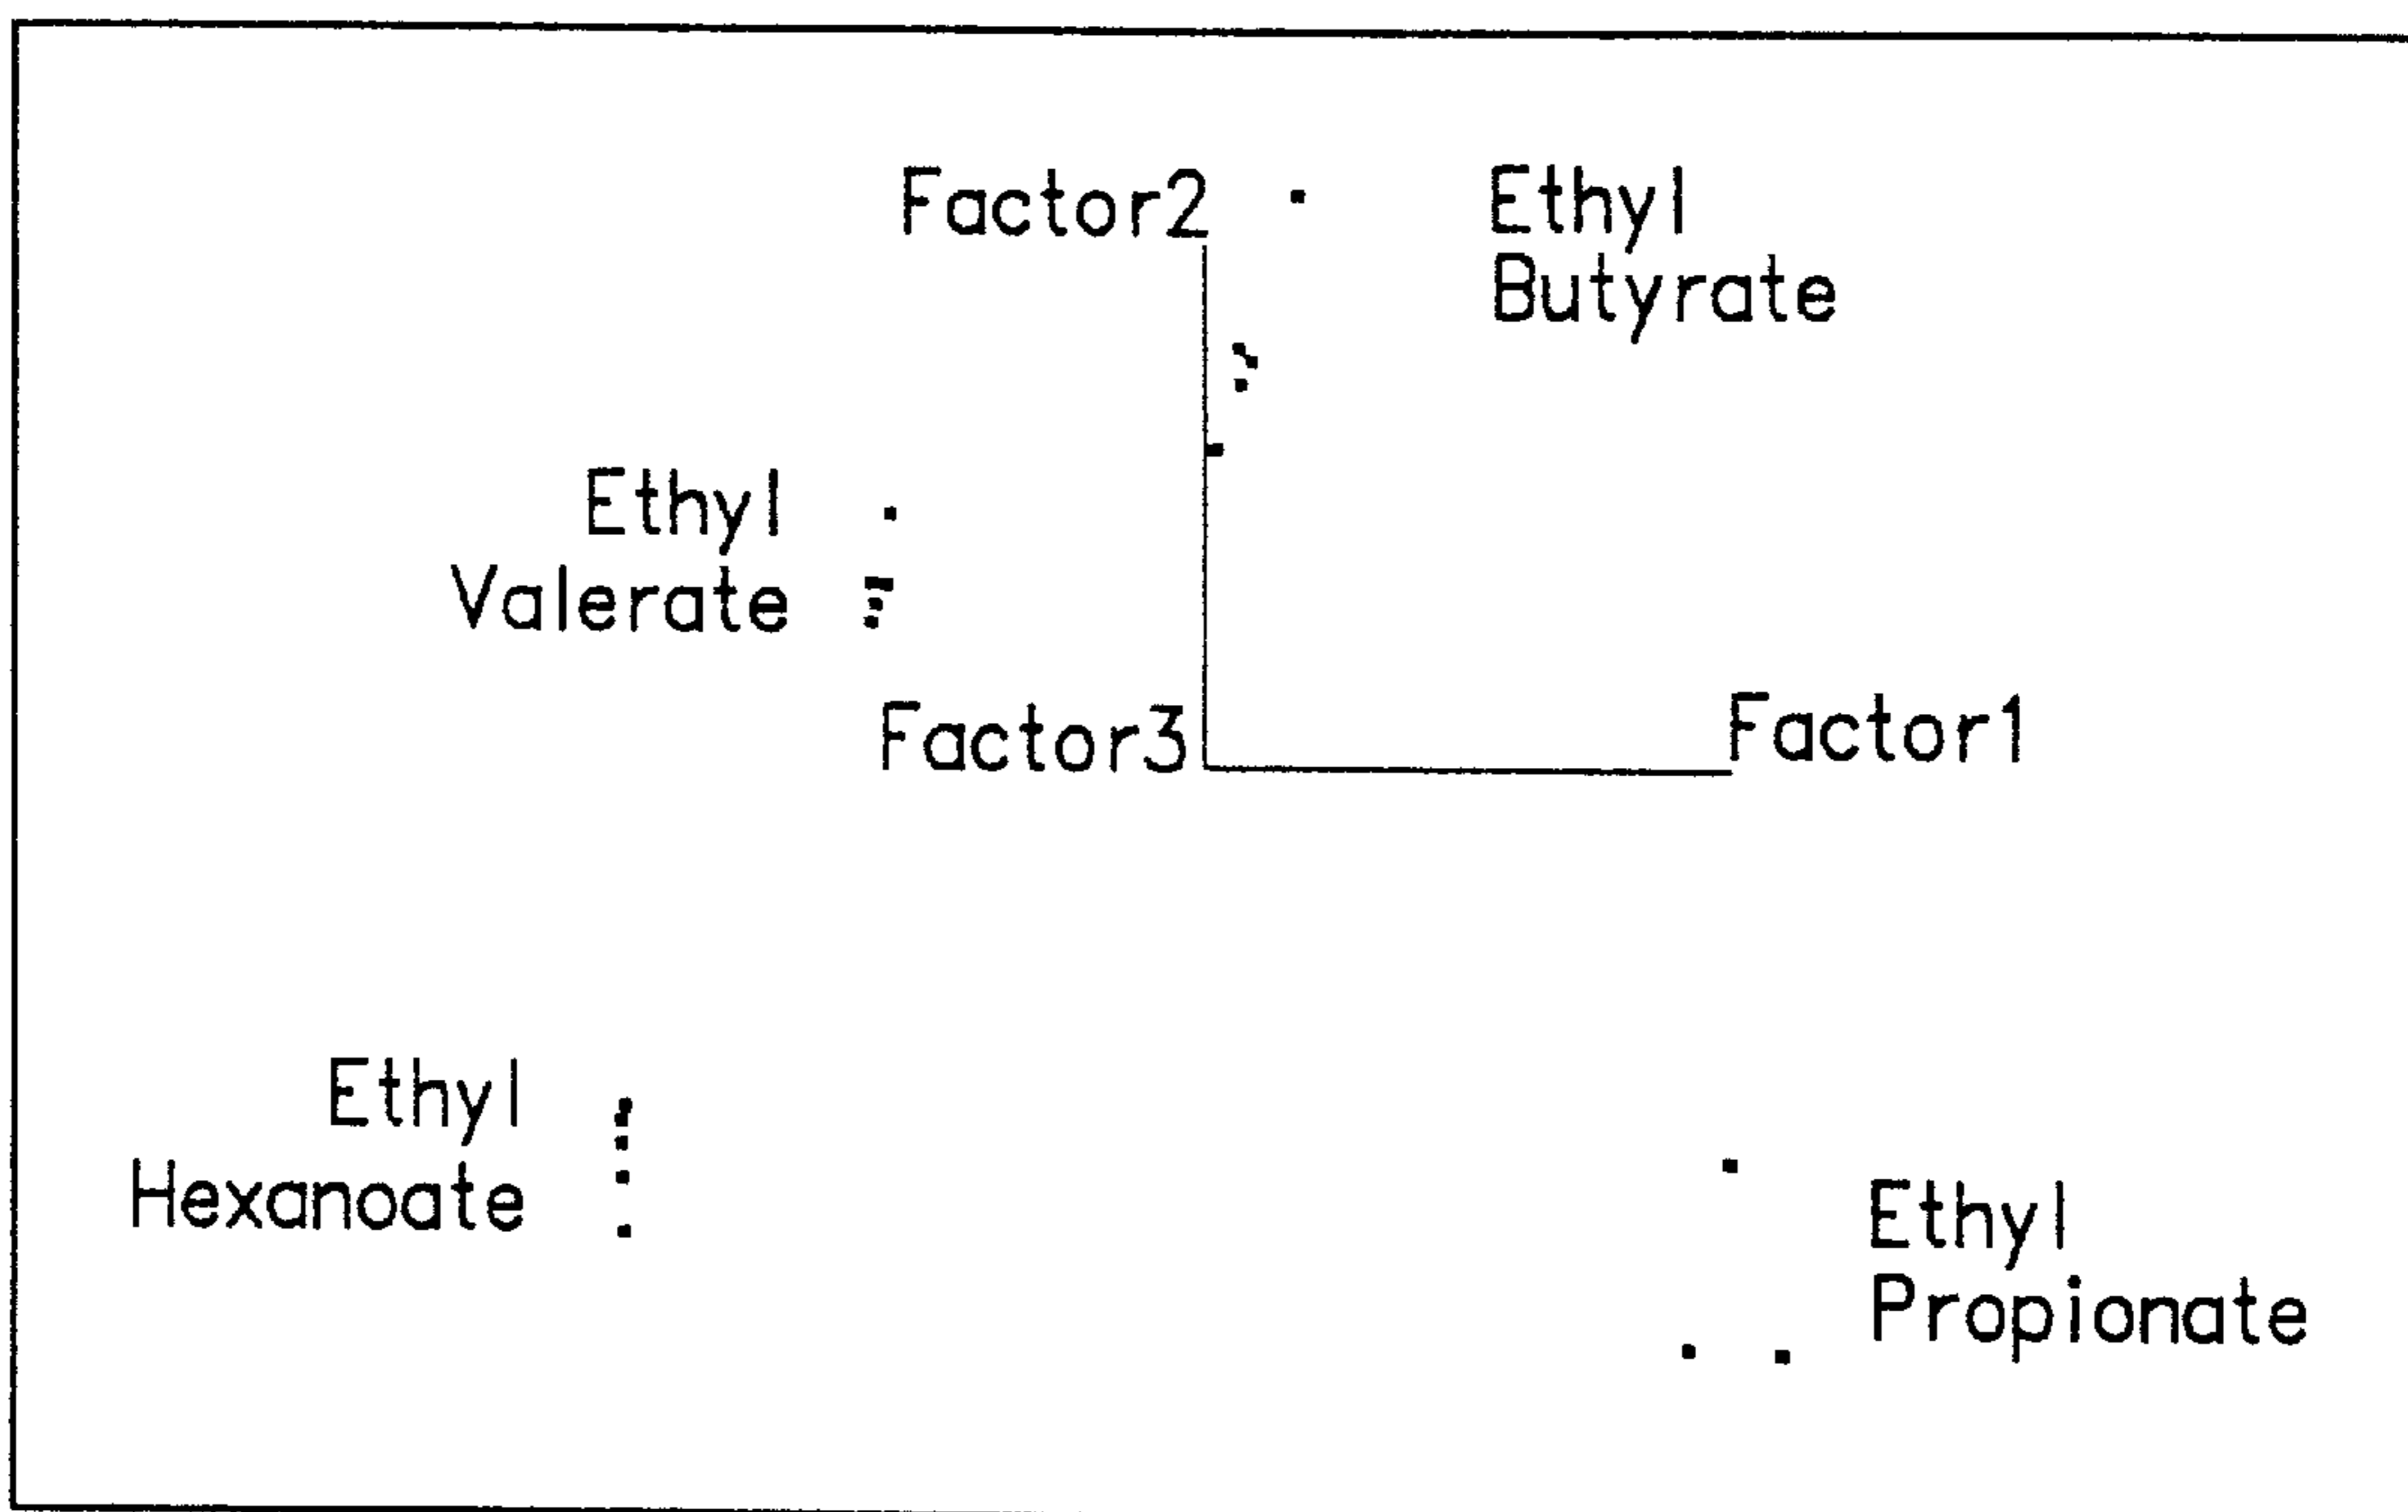 Factor2
Ethyl
Butyrate
Ethyl
Valerate
Factor3
Factor1
Ethyl
Hexanoate
Ethyl
Propionate